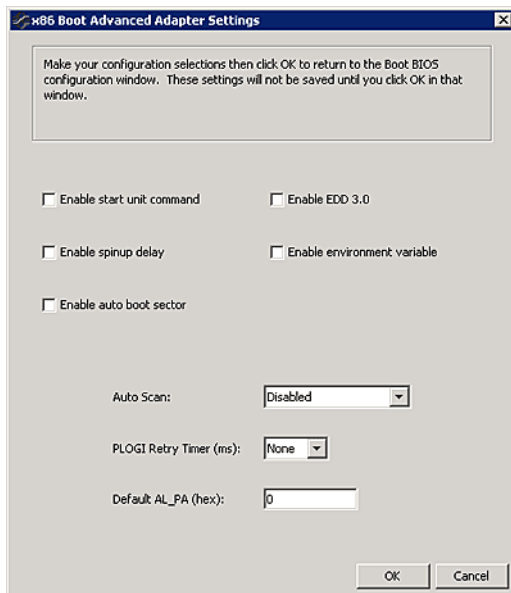 x86 Boot Advanced Adapter Settings
Make your configuration selections then click OK to return to the Boot BIOS
configuration window. These settings will not be saved until you click OK in that
window.
Enable start unit command
Enable EDD 3.0
Enable spinup delay
Enable environment variable
Enable auto boot sector
Auto Scan:
Disabled
PLOGI Retry Timer (ms):
None
Default AL_PA (hex):
0
OK
Cancel